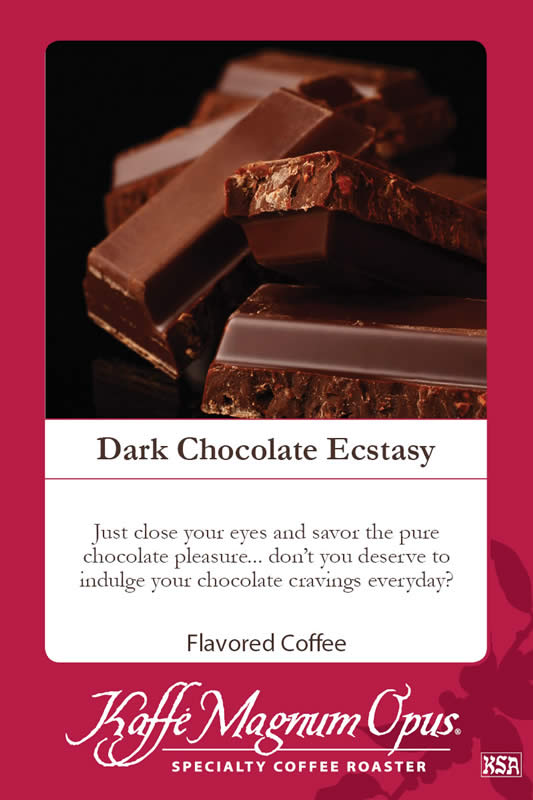 Dark Chocolate Ecstasy
Just close your eyes and savor the pure
chocolate pleasure... don't you deserve to
indulge your chocolate cravings everyday?
Flavored Coffee
Kaffé Magnum Opus®
SPECIALTY COFFEE ROASTER
KSA